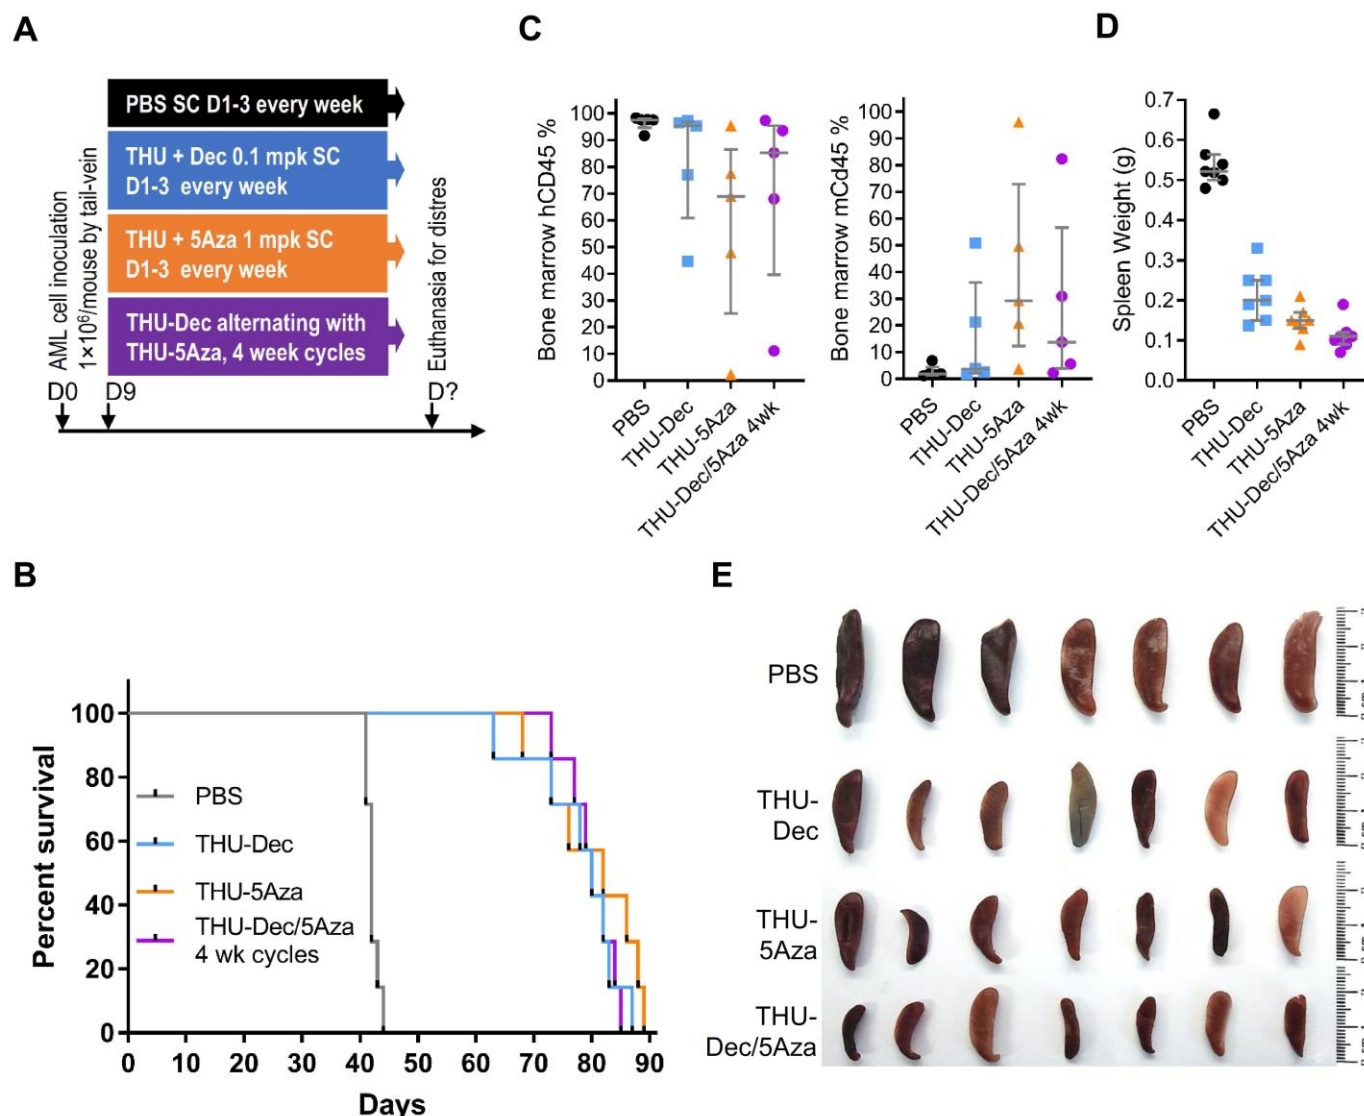 A
AML cell inoculation
1×10⁶/mouse by tail-vein
PBS SC D1-3 every week
THU + Dec 0.1 mpk SC
D1-3 every week
THU + 5Aza 1 mpk SC
D1-3 every week
THU-Dec alternating with
THU-5Aza, 4 week cycles
Euthanasia for distres
D0
D9
D?
C
Bone marrow hCD45 %
100
90
80
70
60
50
40
30
20
10
0
PBS
THU-Dec
THU-5Aza
THU-Dec/5Aza 4wk
Bone marrow mCd45 %
100
90
80
70
60
50
40
30
20
10
0
PBS
THU-Dec
THU-5Aza
THU-Dec/5Aza 4wk
D
Spleen Weight (g)
0.7
0.6
0.5
0.4
0.3
0.2
0.1
0.0
PBS
THU-Dec
THU-5Aza
THU-Dec/5Aza 4wk
B
Percent survival
100
80
60
40
20
0
PBS
THU-Dec
THU-5Aza
THU-Dec/5Aza
4 wk cycles
0 10 20 30 40 50 60 70 80 90
Days
E
PBS
THU-
Dec
THU-
5Aza
THU-
Dec/5Aza